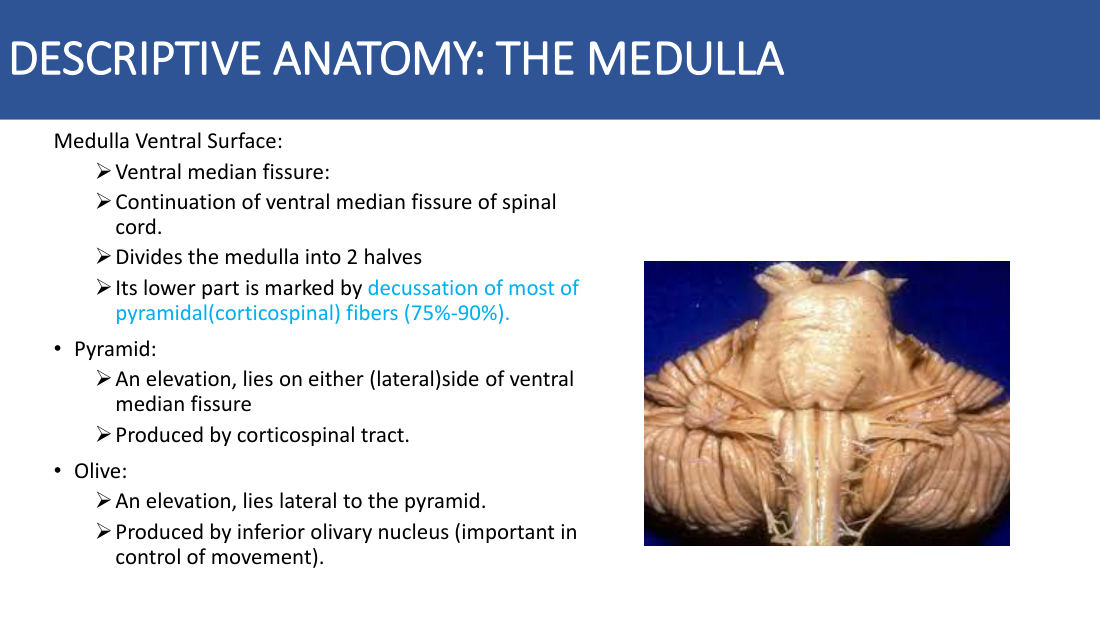 DESCRIPTIVE ANATOMY: THE MEDULLA
Medulla Ventral Surface:
➢Ventral median fissure:
➢Continuation of ventral median fissure of spinal
cord.
➢Divides the medulla into 2 halves
➢Its lower part is marked by decussation of most of
pyramidal(corticospinal) fibers (75%-90%).
• Pyramid:
➢An elevation, lies on either (lateral)side of ventral
median fissure
➢Produced by corticospinal tract.
• Olive:
➢An elevation, lies lateral to the pyramid.
➢Produced by inferior olivary nucleus (important in
control of movement).